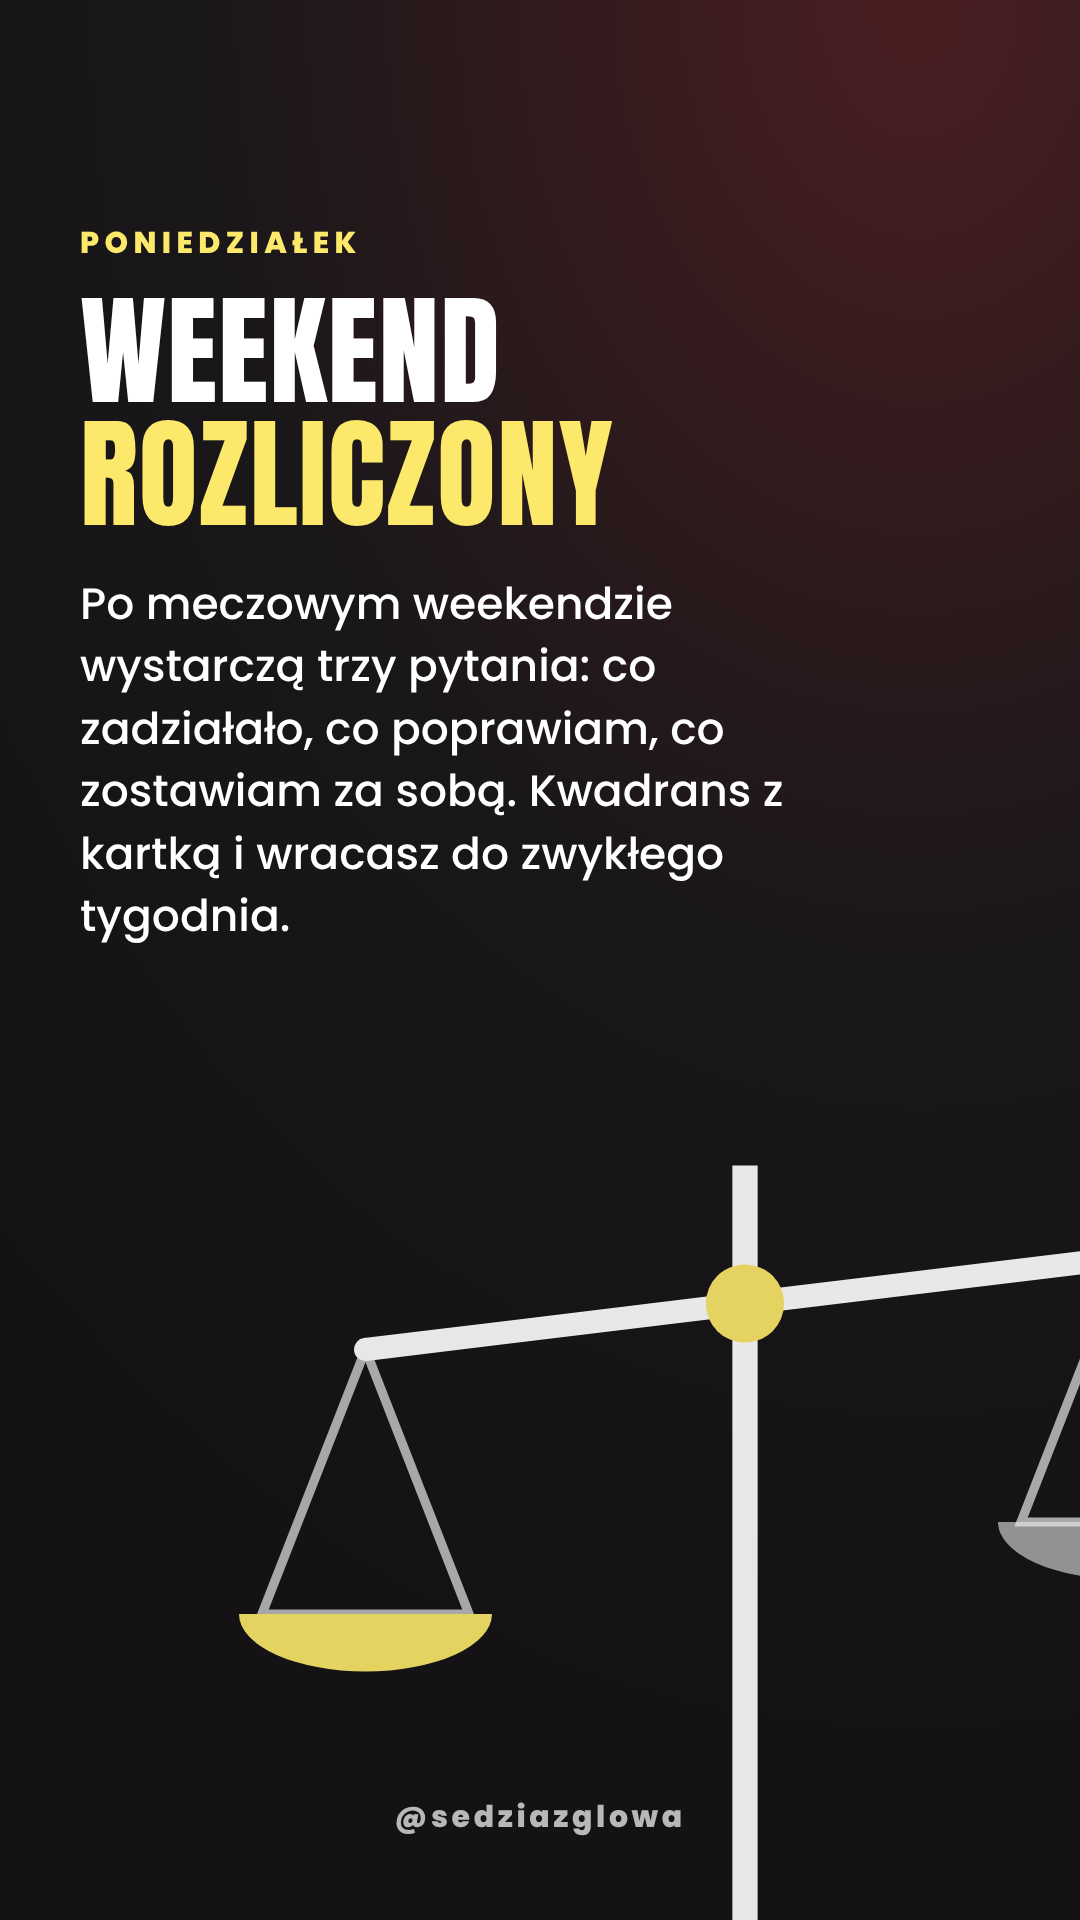 PONIEDZIAŁEK
WEEKEND
ROZLICZONY
Po meczowym weekendzie
wystarczą trzy pytania: co
zadziałało, co poprawiam, co
zostawiam za sobą. Kwadrans z
kartką i wracasz do zwykłego
tygodnia.
@sedziazglowa